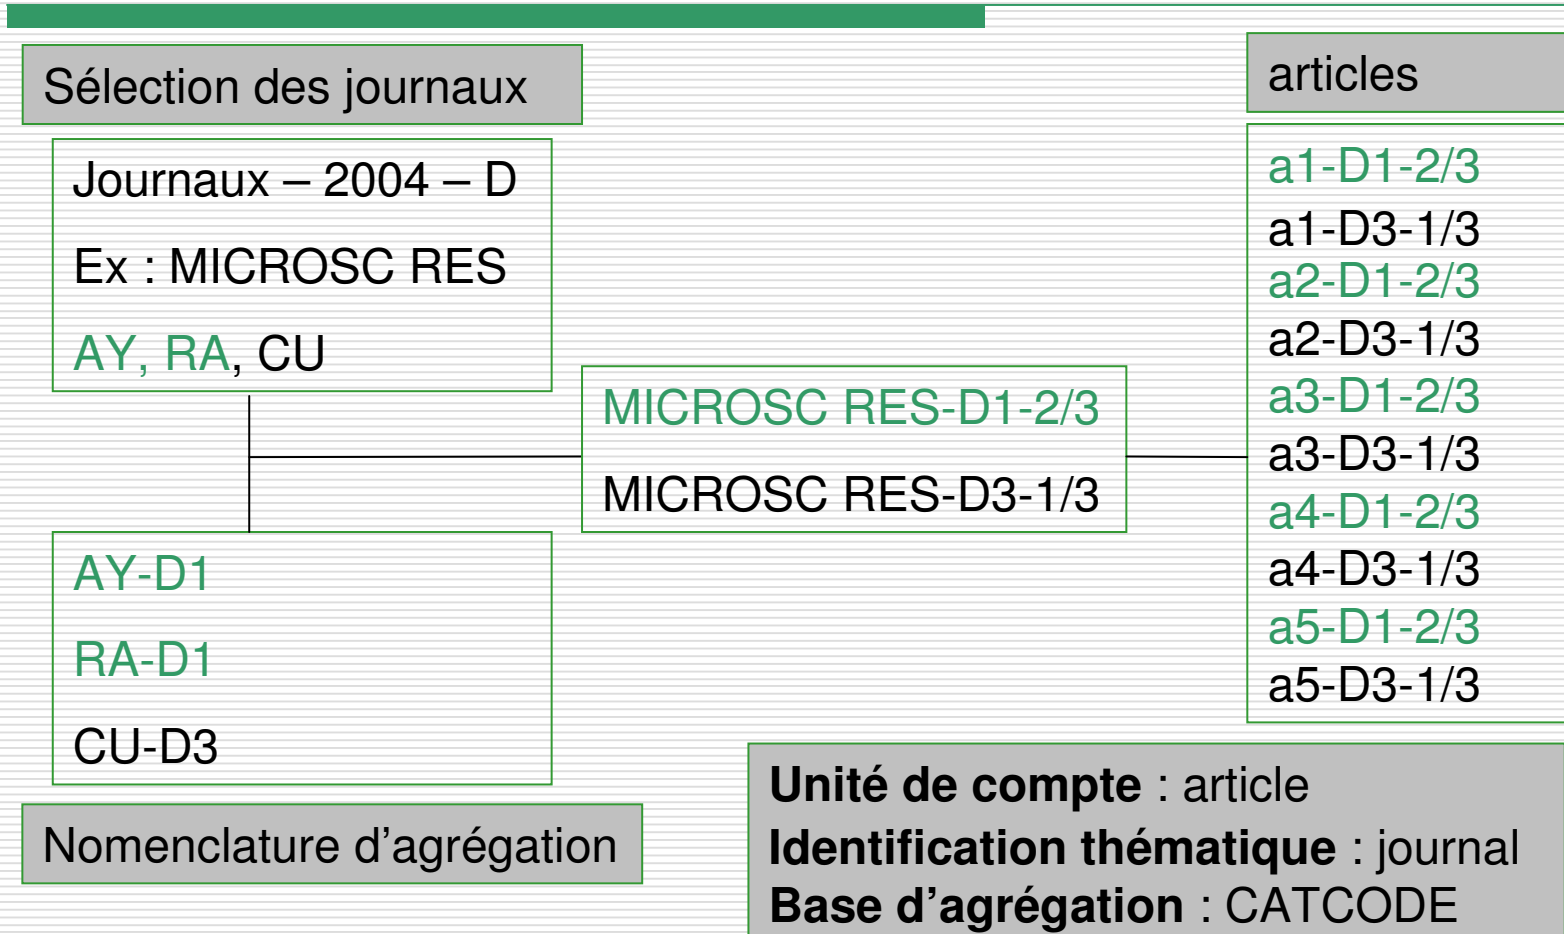 Sélection des journaux
Journaux – 2004 – D
Ex : MICROSC RES
AY, RA, CU
AY-D1
RA-D1
CU-D3
Nomenclature d’agrégation
MICROSC RES-D1-2/3
MICROSC RES-D3-1/3
articles
a1-D1-2/3
a1-D3-1/3
a2-D1-2/3
a2-D3-1/3
a3-D1-2/3
a3-D3-1/3
a4-D1-2/3
a4-D3-1/3
a5-D1-2/3
a5-D3-1/3
Unité de compte : article
Identification thématique : journal
Base d’agrégation : CATCODE